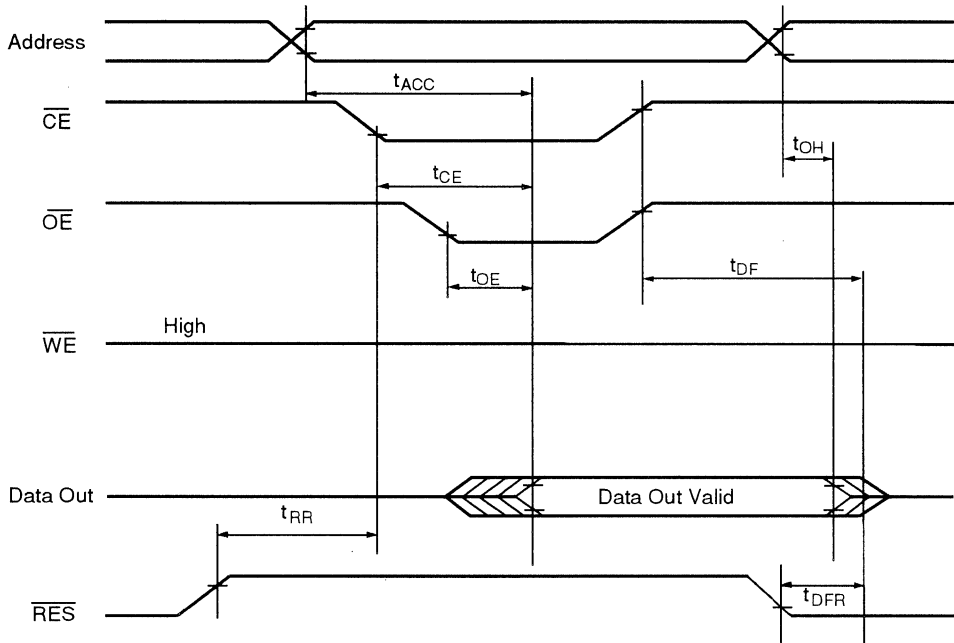 Address
tACC
CE
tOH
tCE
OE
tDF
tOE
High
WE
Data Out
Data Out Valid
tRR
RES
tDFR